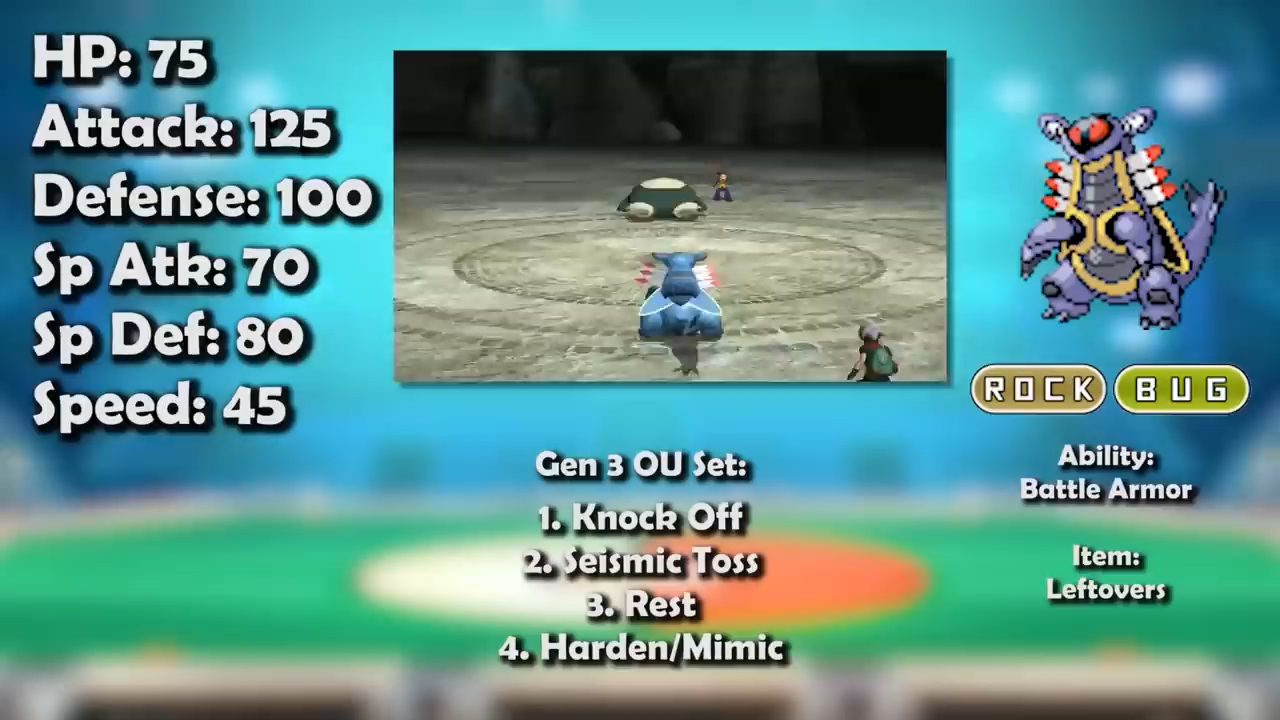 HP: 75
Attack: 125
Defense: 100
Sp Atk: 70
Sp Def: 80
Speed: 45
ROCK BUG
Ability:
Battle Armor
Item:
Leftovers
Gen 3 OU Set:
1. Knock Off
2. Seismic Toss
3. Rest
4. Harden/Mimic